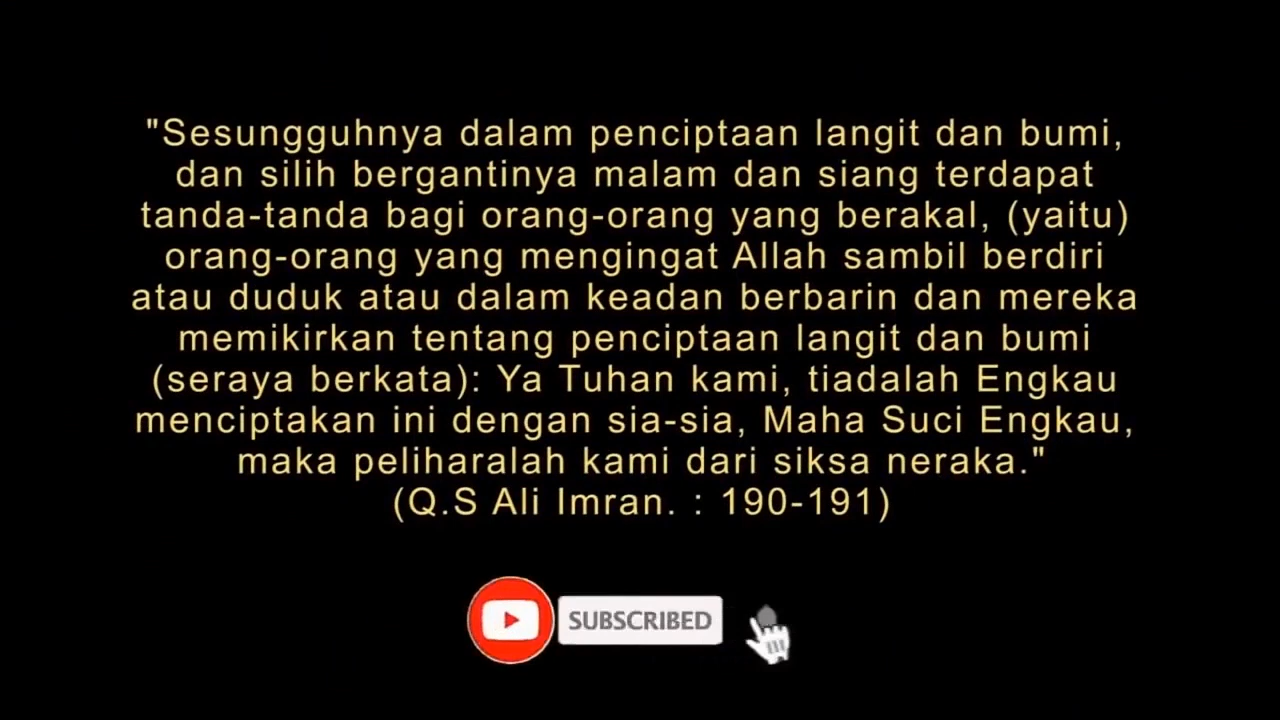 "Sesungguhnya dalam penciptaan langit dan bumi,
dan silih bergantinya malam dan siang terdapat
tanda-tanda bagi orang-orang yang berakal, (yaitu)
orang-orang yang mengingat Allah sambil berdiri
atau duduk atau dalam keadan berbarin dan mereka
memikirkan tentang penciptaan langit dan bumi
(seraya berkata): Ya Tuhan kami, tiadalah Engkau
menciptakan ini dengan sia-sia, Maha Suci Engkau,
maka peliharalah kami dari siksa neraka."
(Q.S Ali Imran. : 190-191)
SUBSCRIBED